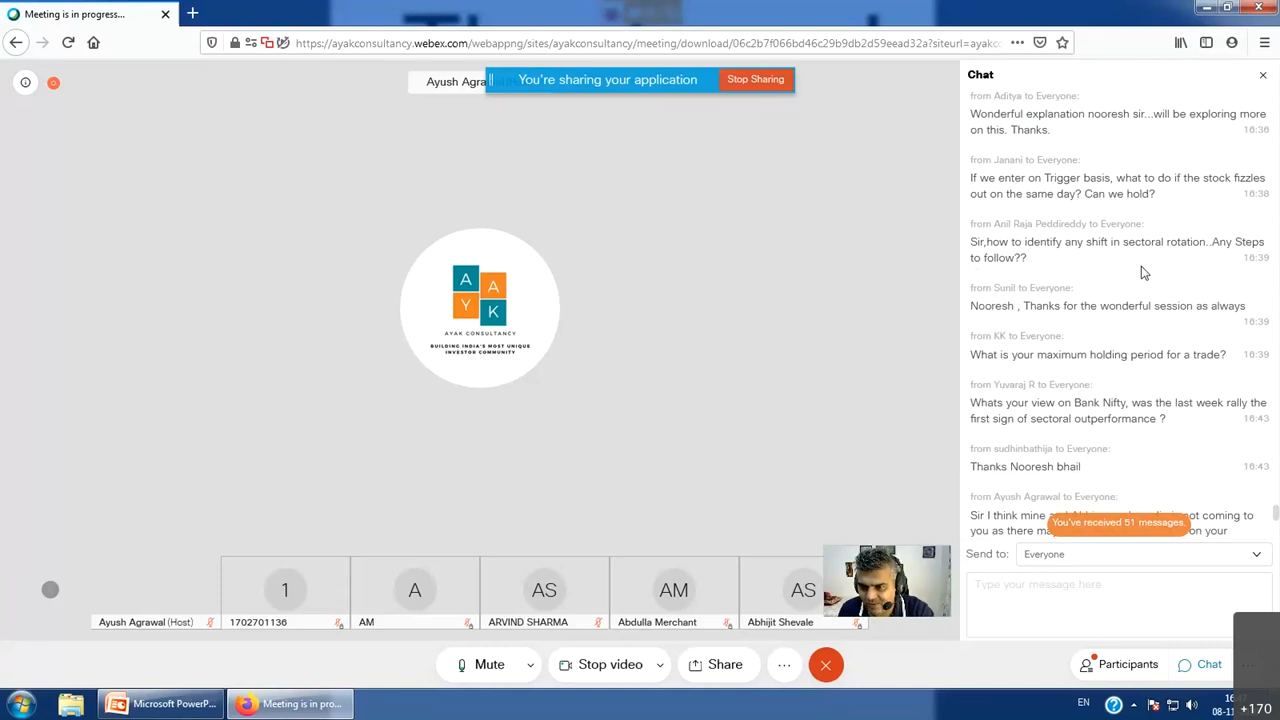 Meeting is in progress...
https://ayakconsultancy.webex.com/webappng/sites/ayakconsultancy/meeting/download/06c2b7f066bd46c29b9db2d59eead32a?siteurl=ayakc
Ayush Agra
You're sharing your application
Stop Sharing
A
A
Y
K
AYAK CONSULTANCY
BUILDING INDIA'S MOST UNIQUE
INVESTOR COMMUNITY
1
A
AS
AM
AS
Ayush Agrawal (Host)
1702701136
AM
ARVIND SHARMA
Abdulla Merchant
Abhijit Shevale
Mute
Stop video
Share
Chat
from Aditya to Everyone:
Wonderful explanation nooresh sir...will be exploring more
on this. Thanks.
16:36
from Janani to Everyone:
If we enter on Trigger basis, what to do if the stock fizzles
out on the same day? Can we hold?
16:38
from Anil Raja Peddireddy to Everyone:
Sir,how to identify any shift in sectoral rotation..Any Steps
to follow??
16:39
from Sunil to Everyone:
Nooresh , Thanks for the wonderful session as always
16:39
from KK to Everyone:
What is your maximum holding period for a trade?
16:39
from Yuvaraj R to Everyone:
Whats your view on Bank Nifty, was the last week rally the
first sign of sectoral outperformance ?
16:43
from sudhinbathija to Everyone:
Thanks Nooresh bhail
16:43
from Ayush Agrawal to Everyone:
Sir I think mine not coming to
You've received 51 messages.
you as there on your
Send to:
Everyone
Type your message here
Participants
Chat
Microsoft PowerP...
Meeting is in pro...
EN
08-11
+170